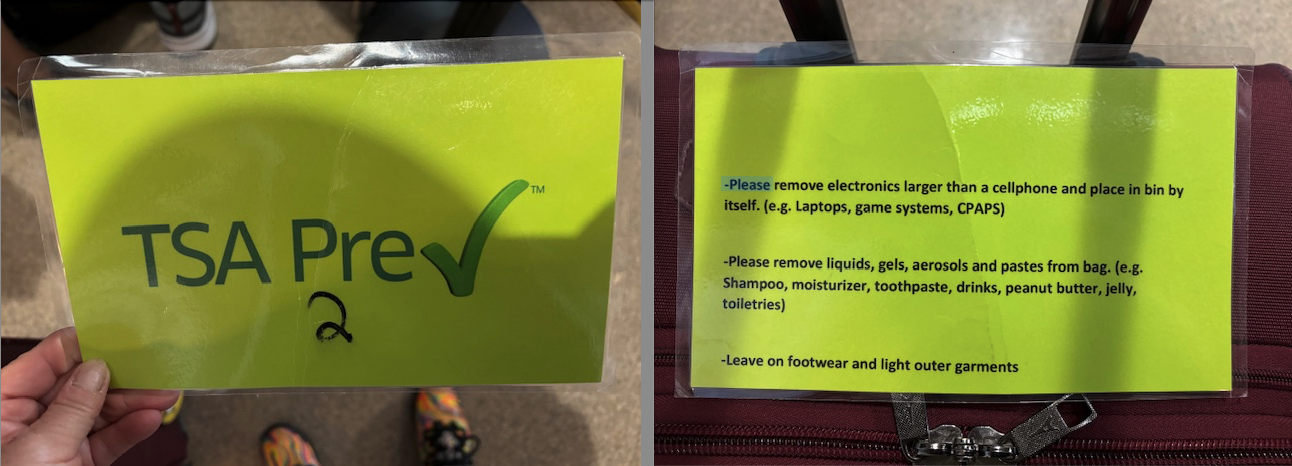 TSA Pre✓™
2
-Please remove electronics larger than a cellphone and place in bin by
itself. (e.g. Laptops, game systems, CPAPS)
-Please remove liquids, gels, aerosols and pastes from bag. (e.g.
Shampoo, moisturizer, toothpaste, drinks, peanut butter, jelly,
toiletries)
-Leave on footwear and light outer garments